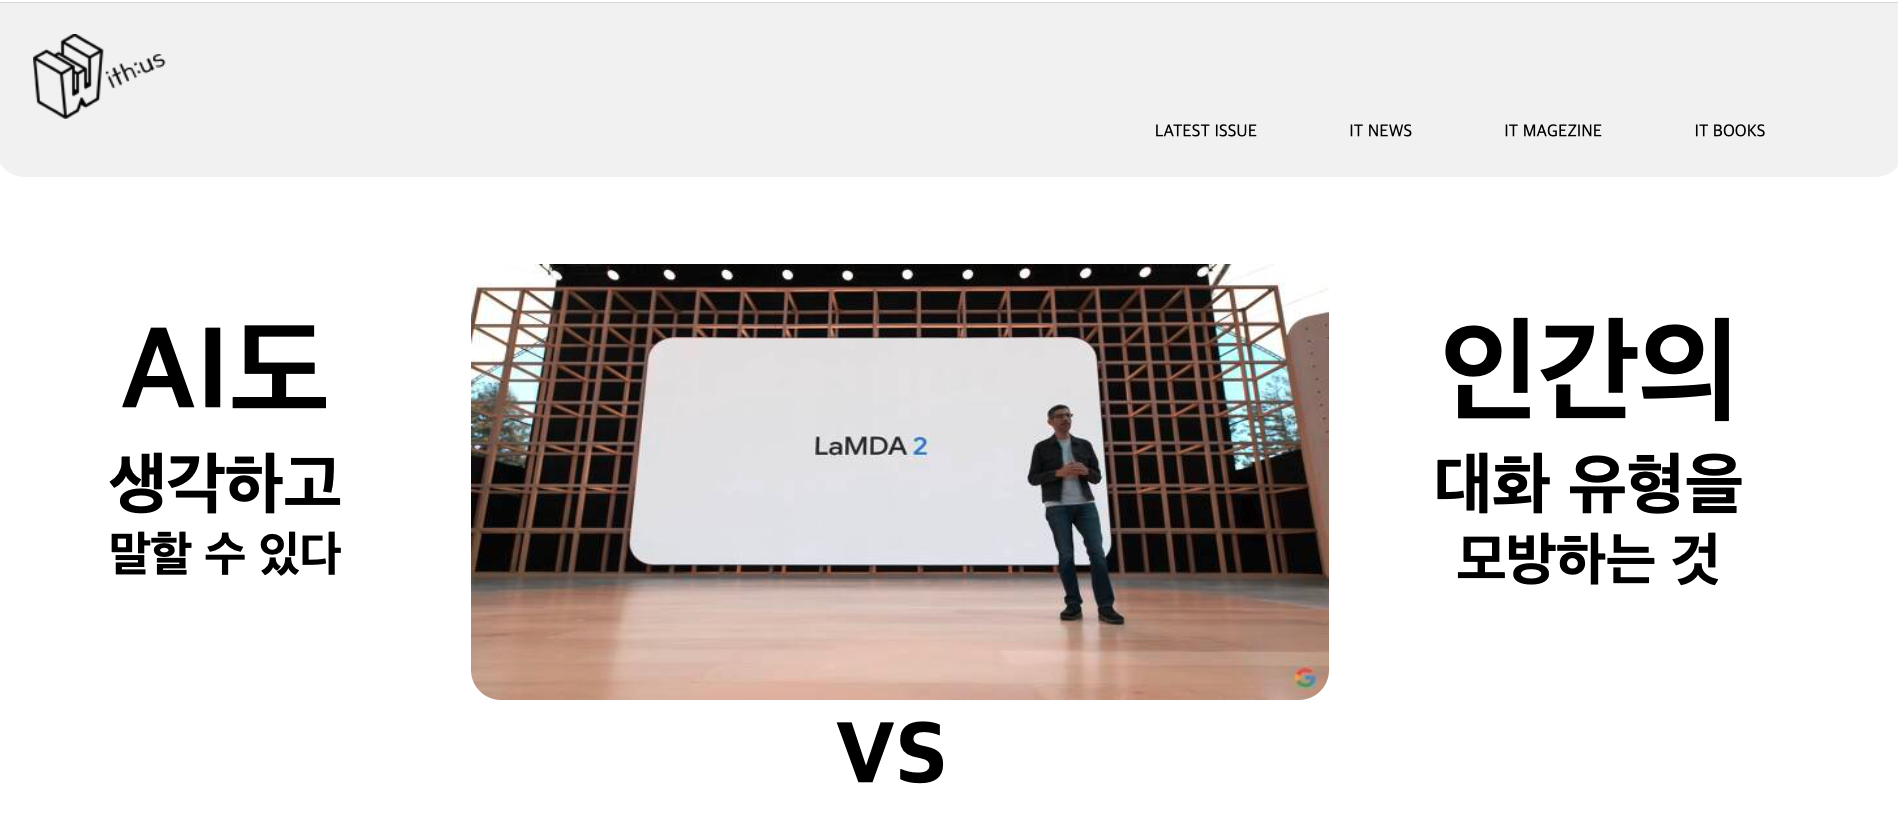 With:us
LATEST ISSUE
IT NEWS
IT MAGEZINE
IT BOOKS
AI도
생각하고
말할 수 있다
LaMDA 2
VS
인간의
대화 유형을
모방하는 것